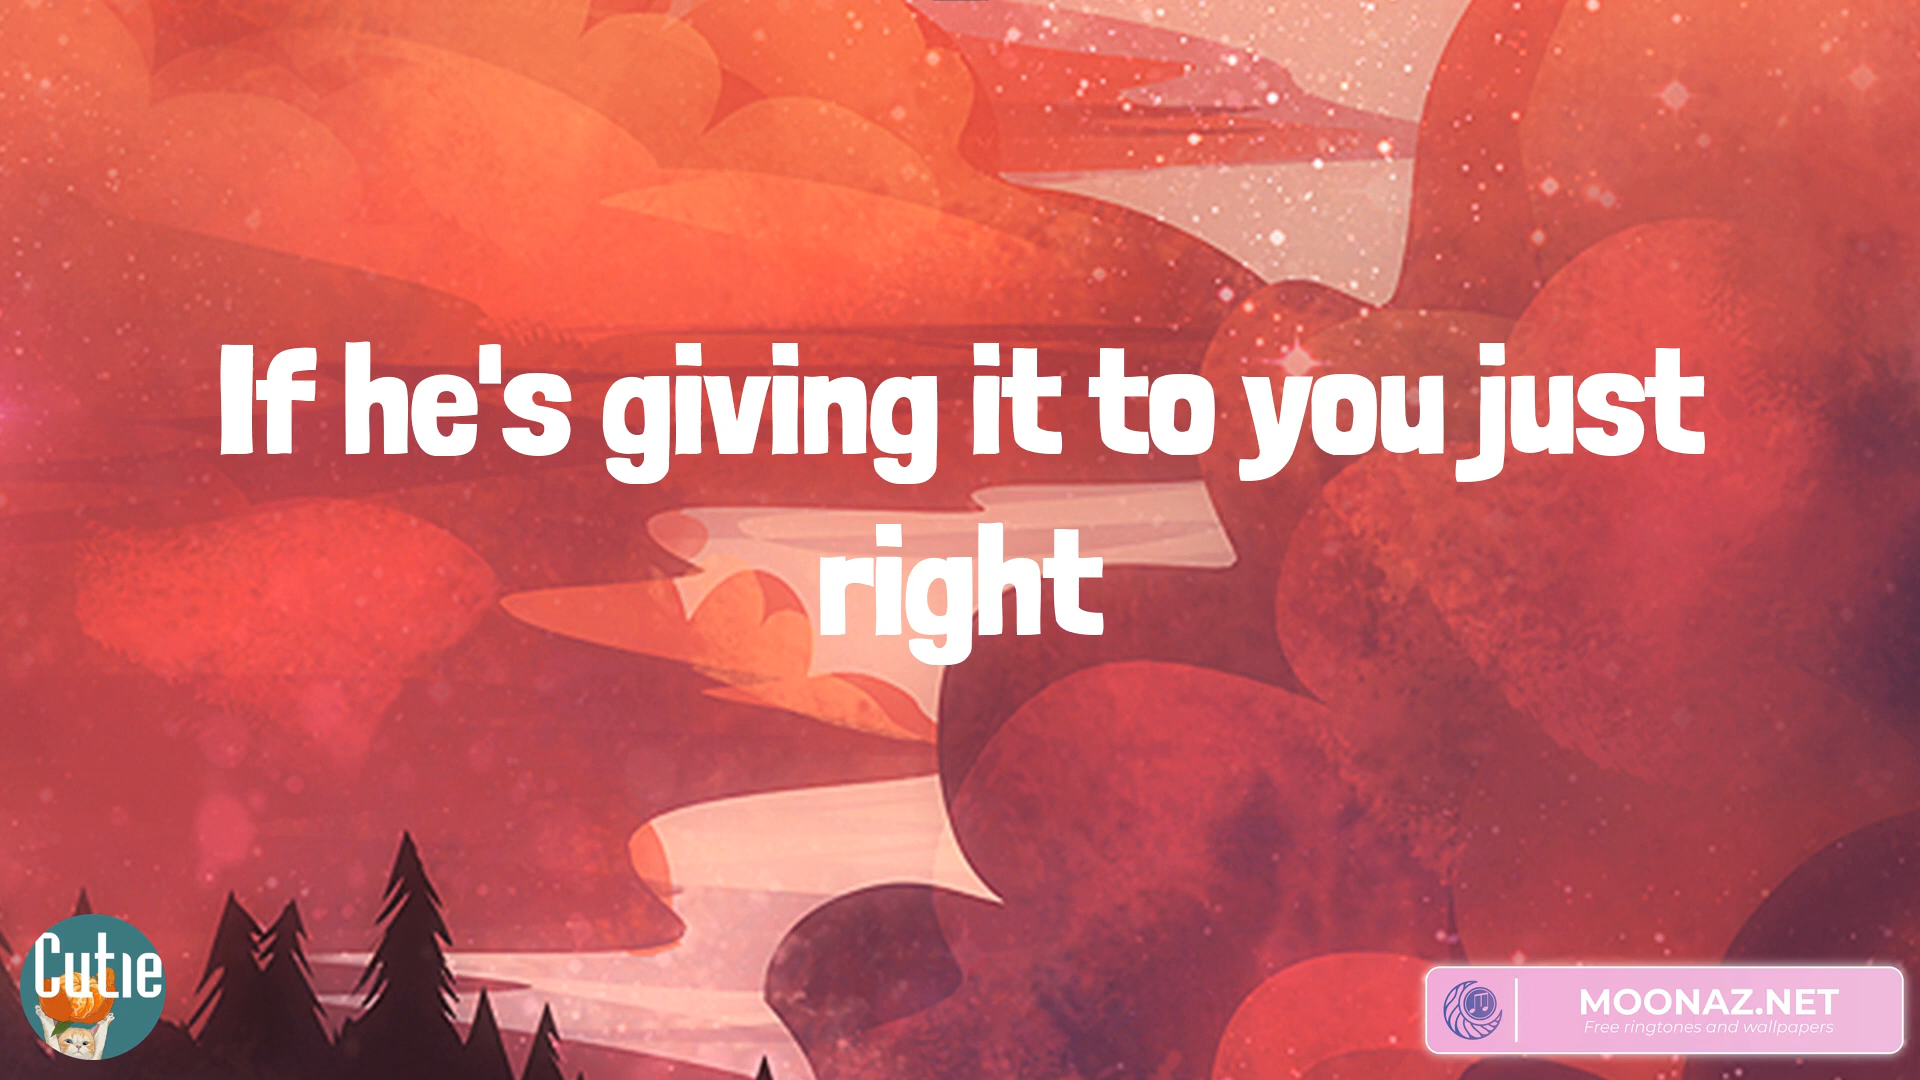 If he's giving it to you just
right
Cutie
MOONAZ.NET
Free ringtones and wallpapers